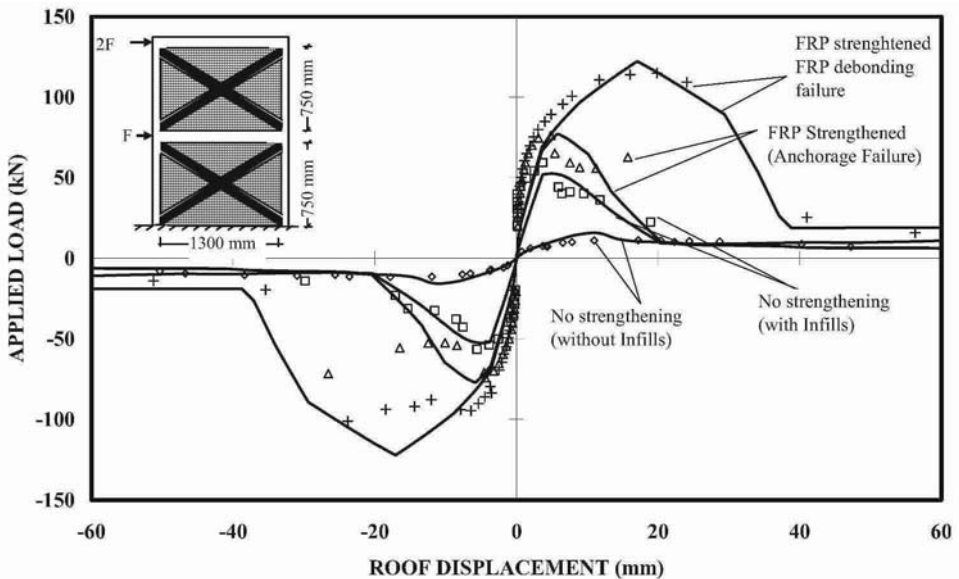 150
100
50
0
-50
-100
-150
APPLIED LOAD (kN)
2F
F
750 mm
750 mm
1300 mm
FRP strenghtened
FRP debonding
failure
FRP Strengthened
(Anchorage Failure)
No strengthening
(without Infills)
No strengthening
(with Infills)
-60
-40
-20
0
20
40
60
ROOF DISPLACEMENT (mm)